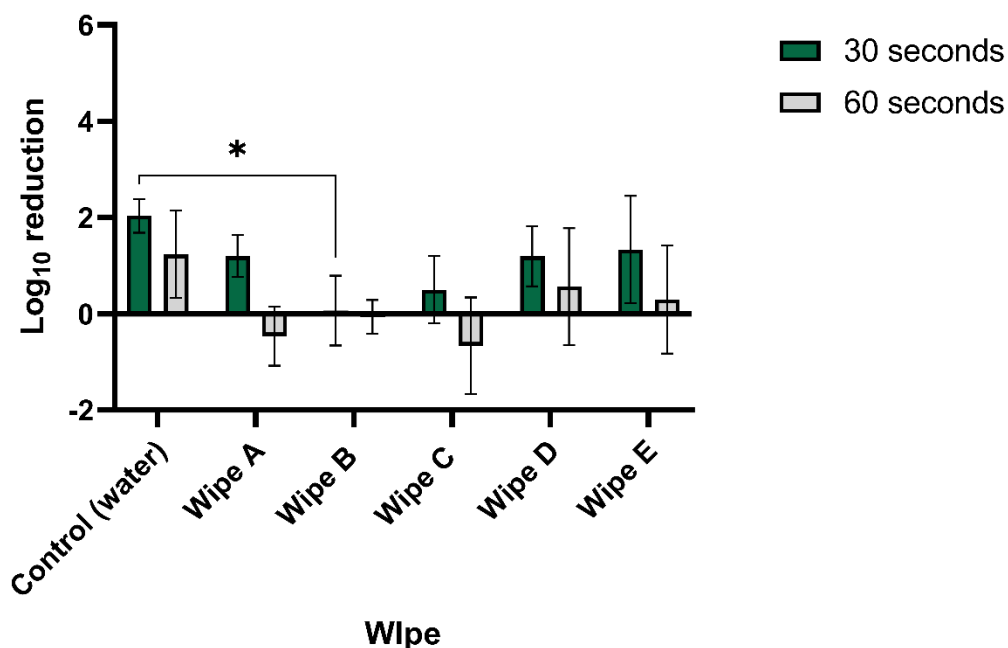 6
4
2
0
-2
Log10 reduction
*
30 seconds
60 seconds
Control (water)
Wipe A
Wipe B
Wipe C
Wipe D
Wipe E
WIpe